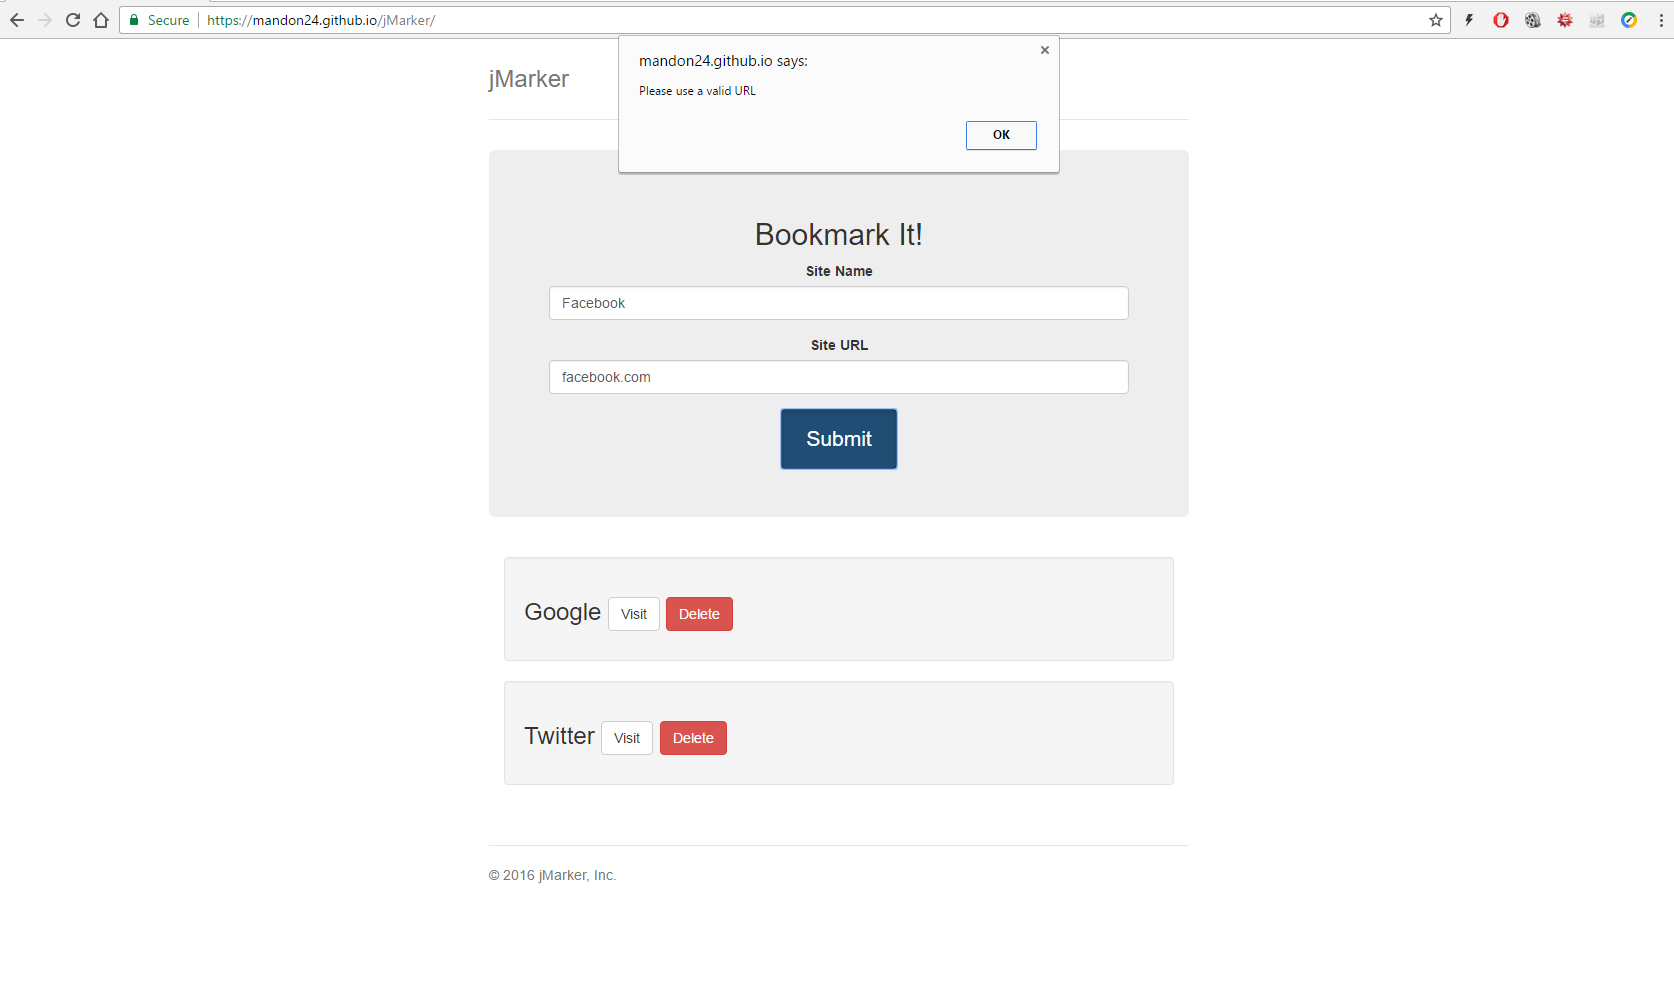 Secure https://mandon24.github.io/jMarker/
mandon24.github.io says:
Please use a valid URL
OK
jMarker
Bookmark It!
Site Name
Facebook
Site URL
facebook.com
Submit
Google Visit Delete
Twitter Visit Delete
© 2016 jMarker, Inc.